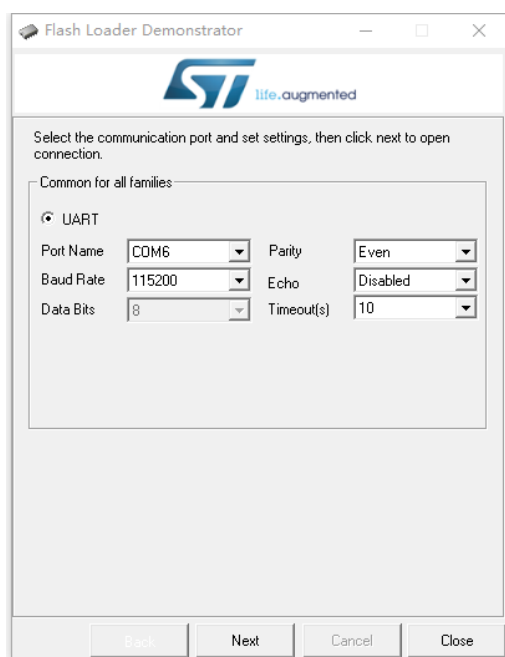 Flash Loader Demonstrator
life.augmented
Select the communication port and set settings, then click next to open
connection.
Common for all families
UART
Port Name COM6 Parity Even
Baud Rate 115200 Echo Disabled
Data Bits 8 Timeout(s) 10
Back Next Cancel Close